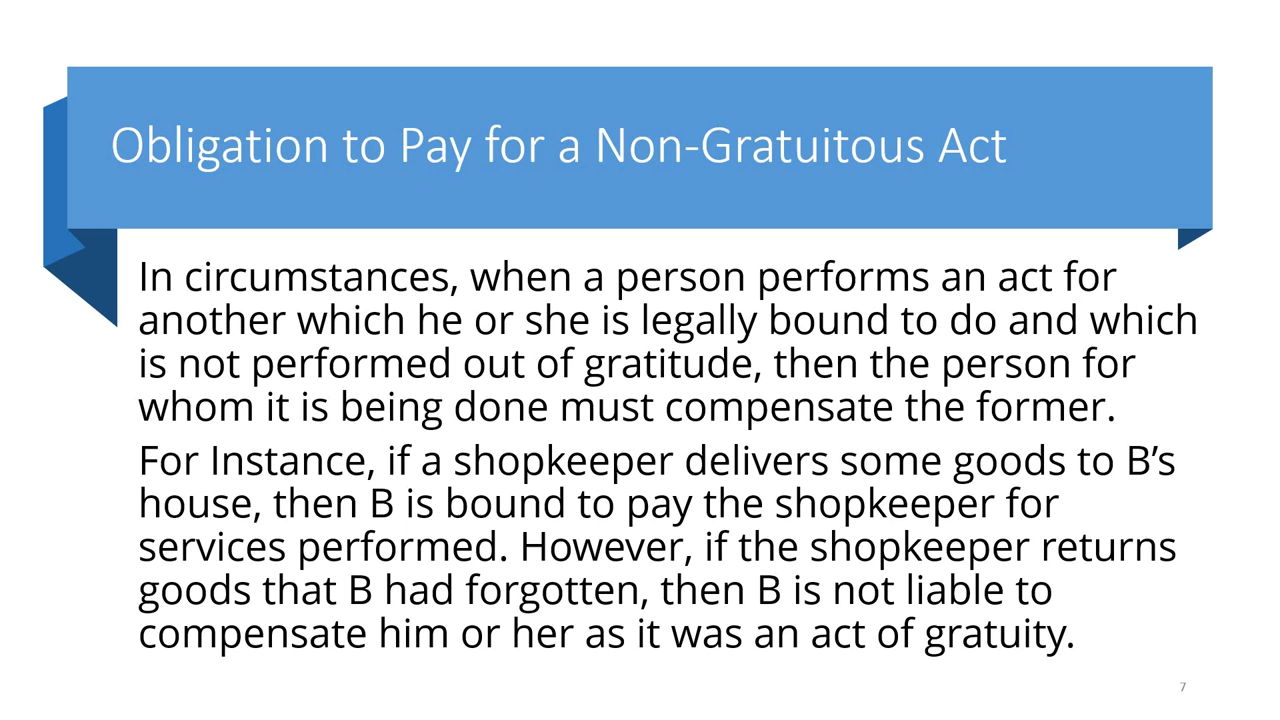 Obligation to Pay for a Non-Gratuitous Act
In circumstances, when a person performs an act for
another which he or she is legally bound to do and which
is not performed out of gratitude, then the person for
whom it is being done must compensate the former.
For Instance, if a shopkeeper delivers some goods to B’s
house, then B is bound to pay the shopkeeper for
services performed. However, if the shopkeeper returns
goods that B had forgotten, then B is not liable to
compensate him or her as it was an act of gratuity.
7